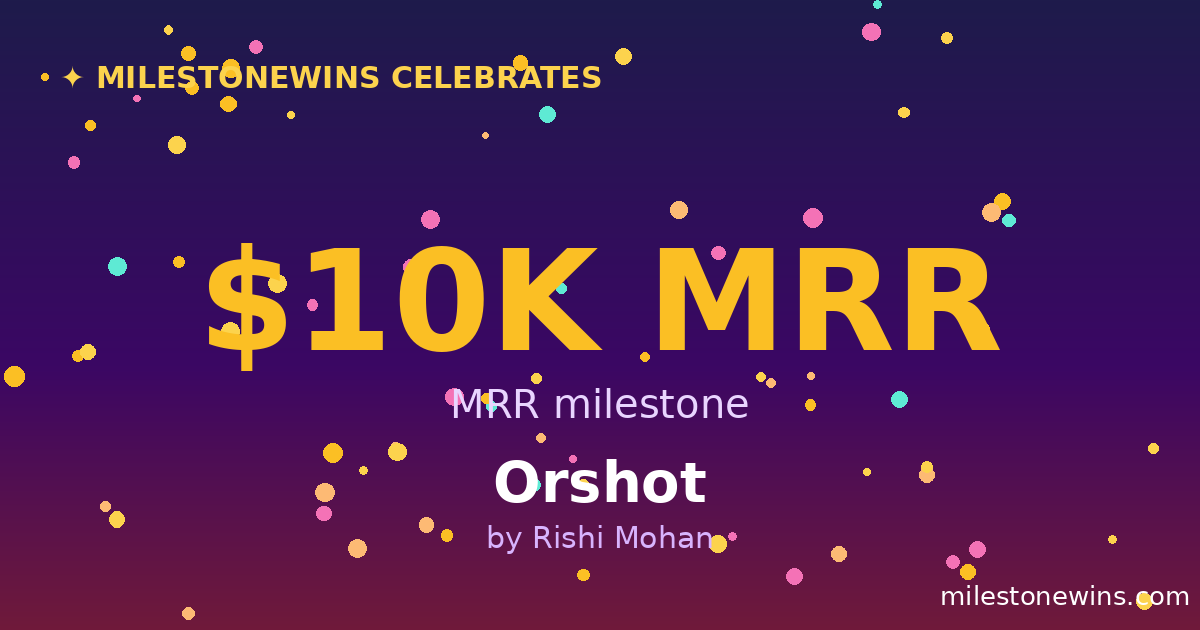 ✦ MILESTONEWINS CELEBRATES
$10K MRR
MRR milestone
Orshot
by Rishi Mohan
milestonewins.com